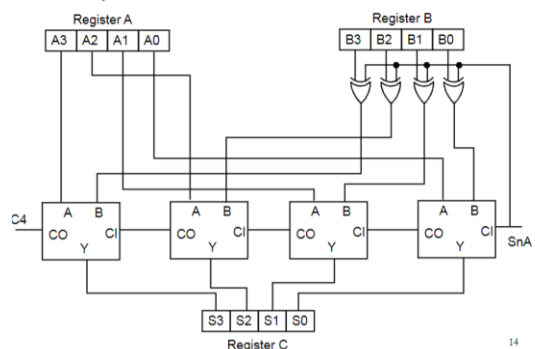 Register A Register B
A3 A2 A1 A0 B3 B2 B1 B0
A B A B A B A B
C4 CO CI CO CI CO CI CO CI SnA
Y Y Y Y
S3 S2 S1 S0
Register C
14